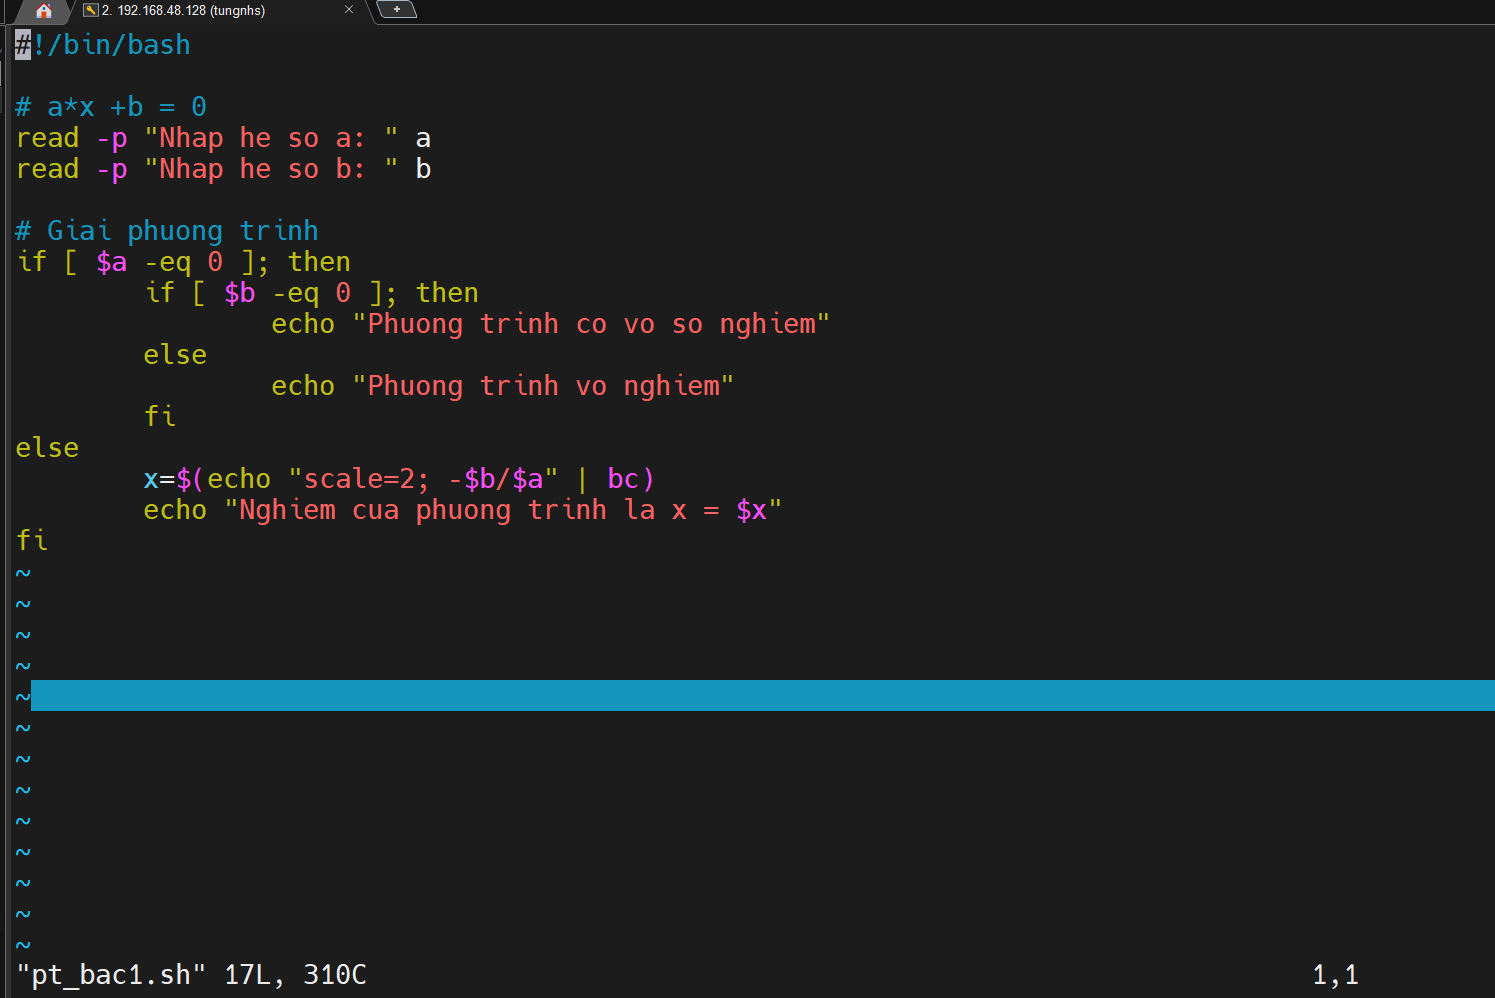 2. 192.168.48.128 (tungnhs)
#!/bin/bash
# a*x +b = 0
read -p "Nhap he so a: " a
read -p "Nhap he so b: " b
# Giai phuong trinh
if [ $a -eq 0 ]; then
        if [ $b -eq 0 ]; then
                echo "Phuong trinh co vo so nghiem"
        else
                echo "Phuong trinh vo nghiem"
        fi
else
        x=$(echo "scale=2; -$b/$a" | bc)
        echo "Nghiem cua phuong trinh la x = $x"
fi
~
~
~
~
~
~
~
~
~
~
~
~
~
"pt_bac1.sh" 17L, 310C 1,1